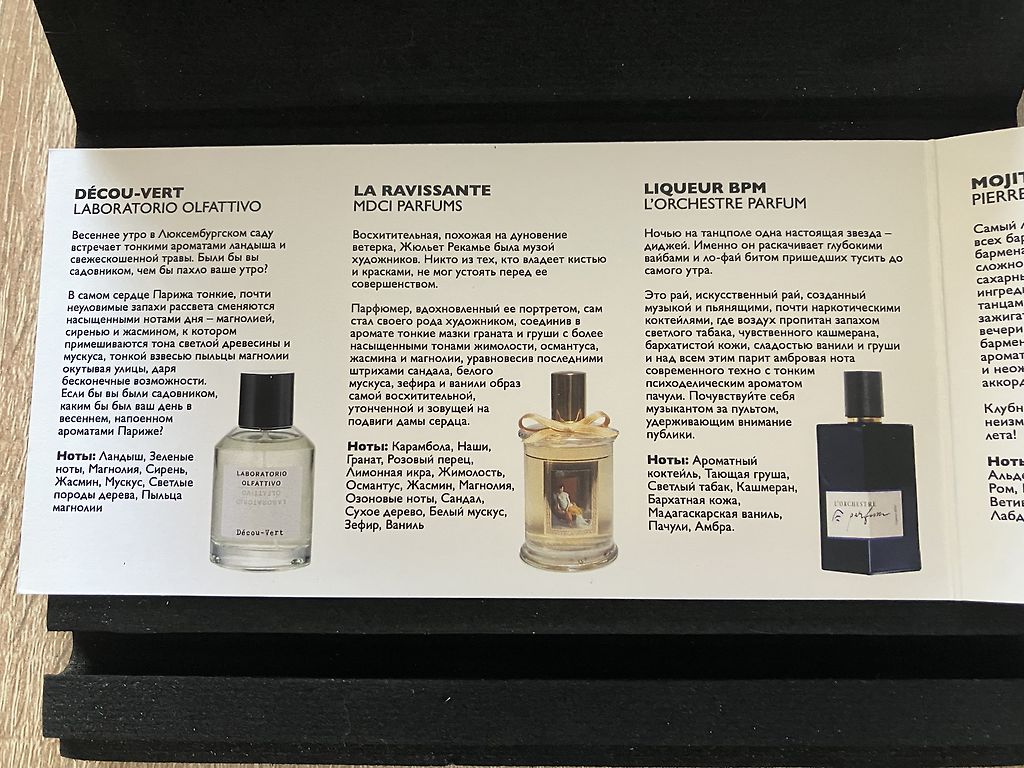 DÉCOU-VERT
LABORATORIO OLFATTIVO
Весеннее утро в Люксембургском саду
встречает тонкими ароматами ландыша и
свежескошенной травы. Были бы вы
садовником, чем бы пахло ваше утро?
В самом сердце Парижа тонкие, почти
неуловимые запахи рассвета сменяются
насыщенными нотами дня – магнолией,
сиренью и жасмином, к котором
примешиваются тона светлой древесины и
мускуса, тонкой взвесью пыльцы магнолии
окутывая улицы, даря
бесконечные возможности.
Если бы вы были садовником,
каким бы был ваш день в
весеннем, напоенном
ароматами Париже?
Ноты: Ландыш, Зеленые
ноты, Магнолия, Сирень,
Жасмин, Мускус, Светлые
породы дерева, Пыльца
магнолии
LABORATORIO
OLFATTIVO
Décou-Vert
LA RAVISSANTE
MDCI PARFUMS
Восхитительная, похожая на дуновение
ветерка, Жюльет Рекамье была музой
художников. Никто из тех, кто владеет кистью
и красками, не мог устоять перед ее
совершенством.
Парфюмер, вдохновленный ее портретом, сам
стал своего рода художником, соединив в
аромате тонкие мазки граната и груши с более
насыщенными тонами жимолости, османтуса,
жасмина и магнолии, уравновесив последними
штрихами сандала, белого
мускуса, зефира и ванили образ
самой восхитительной,
утонченной и зовущей на
подвиги дамы сердца.
Ноты: Карамбола, Наши,
Гранат, Розовый перец,
Лимонная икра, Жимолость,
Османтус, Жасмин, Магнолия,
Озоновые ноты, Сандал,
Сухое дерево, Белый мускус,
Зефир, Ваниль
LIQUEUR BPM
L'ORCHESTRE PARFUM
Ночью на танцполе одна настоящая звезда –
диджей. Именно он раскачивает глубокими
вайбами и ло-фай битом пришедших тусить до
самого утра.
Это рай, искусственный рай, созданный
музыкой и пьянящими, почти наркотическими
коктейлями, где воздух пропитан запахом
светлого табака, чувственного кашмерана,
бархатистой кожи, сладостью ванили и груши
и над всем этим парит амбровая нота
современного техно с тонким
психоделическим ароматом
пачули. Почувствуйте себя
музыкантом за пультом,
удерживающим внимание
публики.
Ноты: Ароматный
коктейль, Тающая груша,
Светлый табак, Кашмеран,
Бархатная кожа,
Мадагаскарская ваниль,
Пачули, Амбра.
L'ORCHESTRE
parfum
MOJIT
PIERRE
Самый л
всех бар
бармена
сложно
сахарны
ингред
танцам
зажигат
вечери
бармен
аромат
и неож
аккорд
Клубн
неизм
лета!
Ноты
Альде
Ром,
Ветив
Лабд